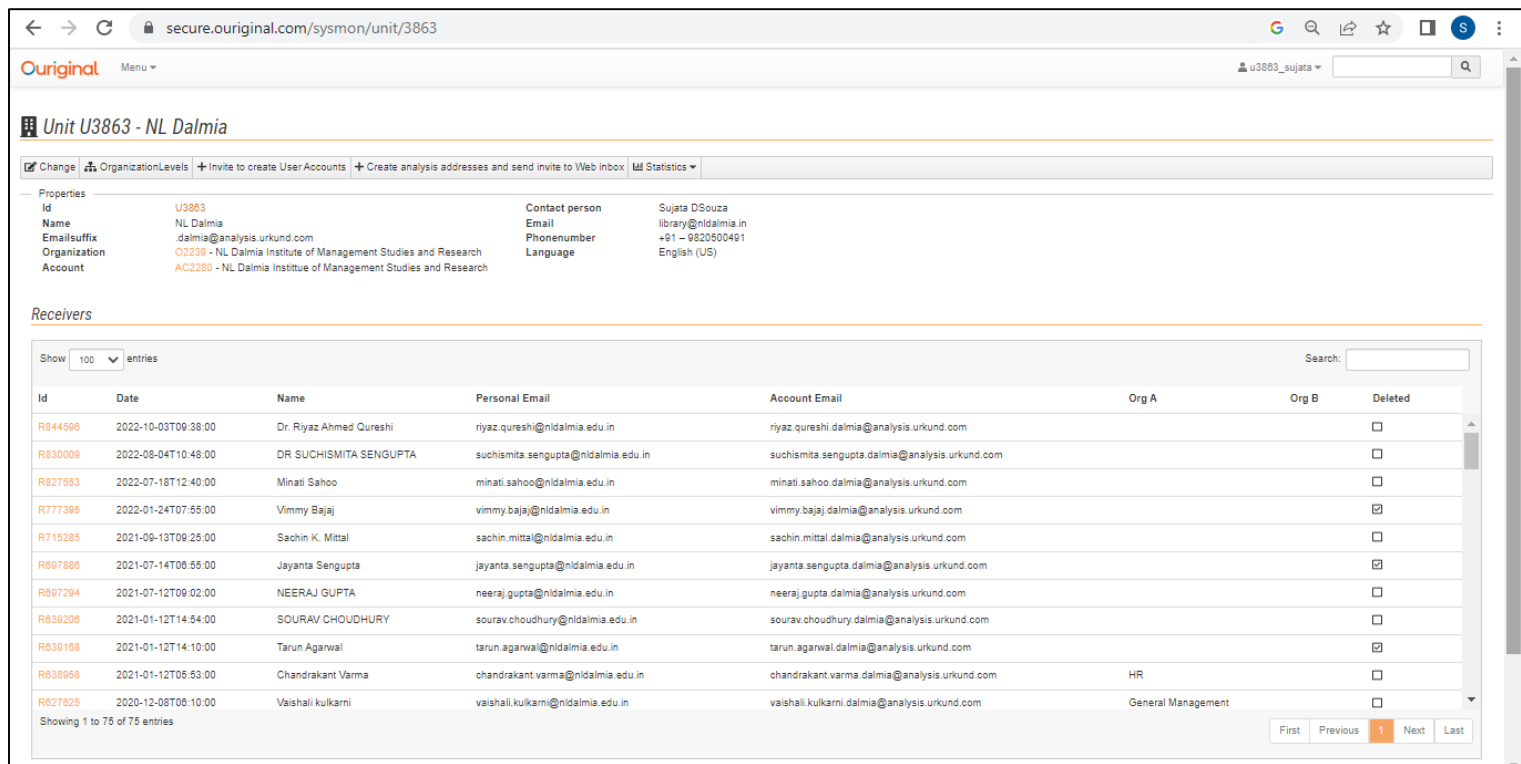 secure.ouriginal.com/sysmon/unit/3863 G S
Ouriginal Menu u3863_sujata
Unit U3863 - NL Dalmia
Change OrganizationLevels + Invite to create User Accounts + Create analysis addresses and send invite to Web inbox Statistics
Properties
Id U3863 Contact person Sujata DSouza
Name NL Dalmia Email library@nldalmia.in
Emailsuffix .dalmia@analysis.urkund.com Phonenumber +91 – 9820500491
Organization O2239 - NL Dalmia Institute of Management Studies and Research Language English (US)
Account AC2280 - NL Dalmia Instittue of Management Studies and Research
Receivers
Show 100 entries Search:
Id Date Name Personal Email Account Email Org A Org B Deleted
R844596 2022-10-03T09:38:00 Dr. Riyaz Ahmed Qureshi riyaz.qureshi@nldalmia.edu.in riyaz.qureshi.dalmia@analysis.urkund.com
R830009 2022-08-04T10:48:00 DR SUCHISMITA SENGUPTA suchismita.sengupta@nldalmia.edu.in suchismita.sengupta.dalmia@analysis.urkund.com
R827553 2022-07-18T12:40:00 Minati Sahoo minati.sahoo@nldalmia.edu.in minati.sahoo.dalmia@analysis.urkund.com
R777395 2022-01-24T07:55:00 Vimmy Bajaj vimmy.bajaj@nldalmia.edu.in vimmy.bajaj.dalmia@analysis.urkund.com
R715285 2021-09-13T09:25:00 Sachin K. Mittal sachin.mittal@nldalmia.edu.in sachin.mittal.dalmia@analysis.urkund.com
R697886 2021-07-14T06:55:00 Jayanta Sengupta jayanta.sengupta@nldalmia.edu.in jayanta.sengupta.dalmia@analysis.urkund.com
R697294 2021-07-12T09:02:00 NEERAJ GUPTA neeraj.gupta@nldalmia.edu.in neeraj.gupta.dalmia@analysis.urkund.com
R639206 2021-01-12T14:54:00 SOURAV CHOUDHURY sourav.choudhury@nldalmia.edu.in sourav.choudhury.dalmia@analysis.urkund.com
R639168 2021-01-12T14:10:00 Tarun Agarwal tarun.agarwal@nldalmia.edu.in tarun.agarwal.dalmia@analysis.urkund.com
R638958 2021-01-12T05:53:00 Chandrakant Varma chandrakant.varma@nldalmia.edu.in chandrakant.varma.dalmia@analysis.urkund.com HR
R627625 2020-12-08T06:10:00 Vaishali kulkarni vaishali.kulkarni@nldalmia.edu.in vaishali.kulkarni.dalmia@analysis.urkund.com General Management
Showing 1 to 75 of 75 entries
First Previous 1 Next Last